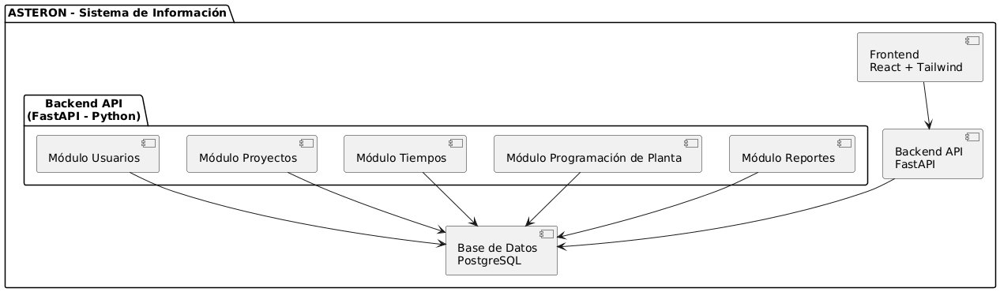 ASTERON - Sistema de Información
Frontend
React + Tailwind
Backend API
(FastAPI - Python)
Módulo Usuarios
Módulo Proyectos
Módulo Tiempos
Módulo Programación de Planta
Módulo Reportes
Backend API
FastAPI
Base de Datos
PostgreSQL